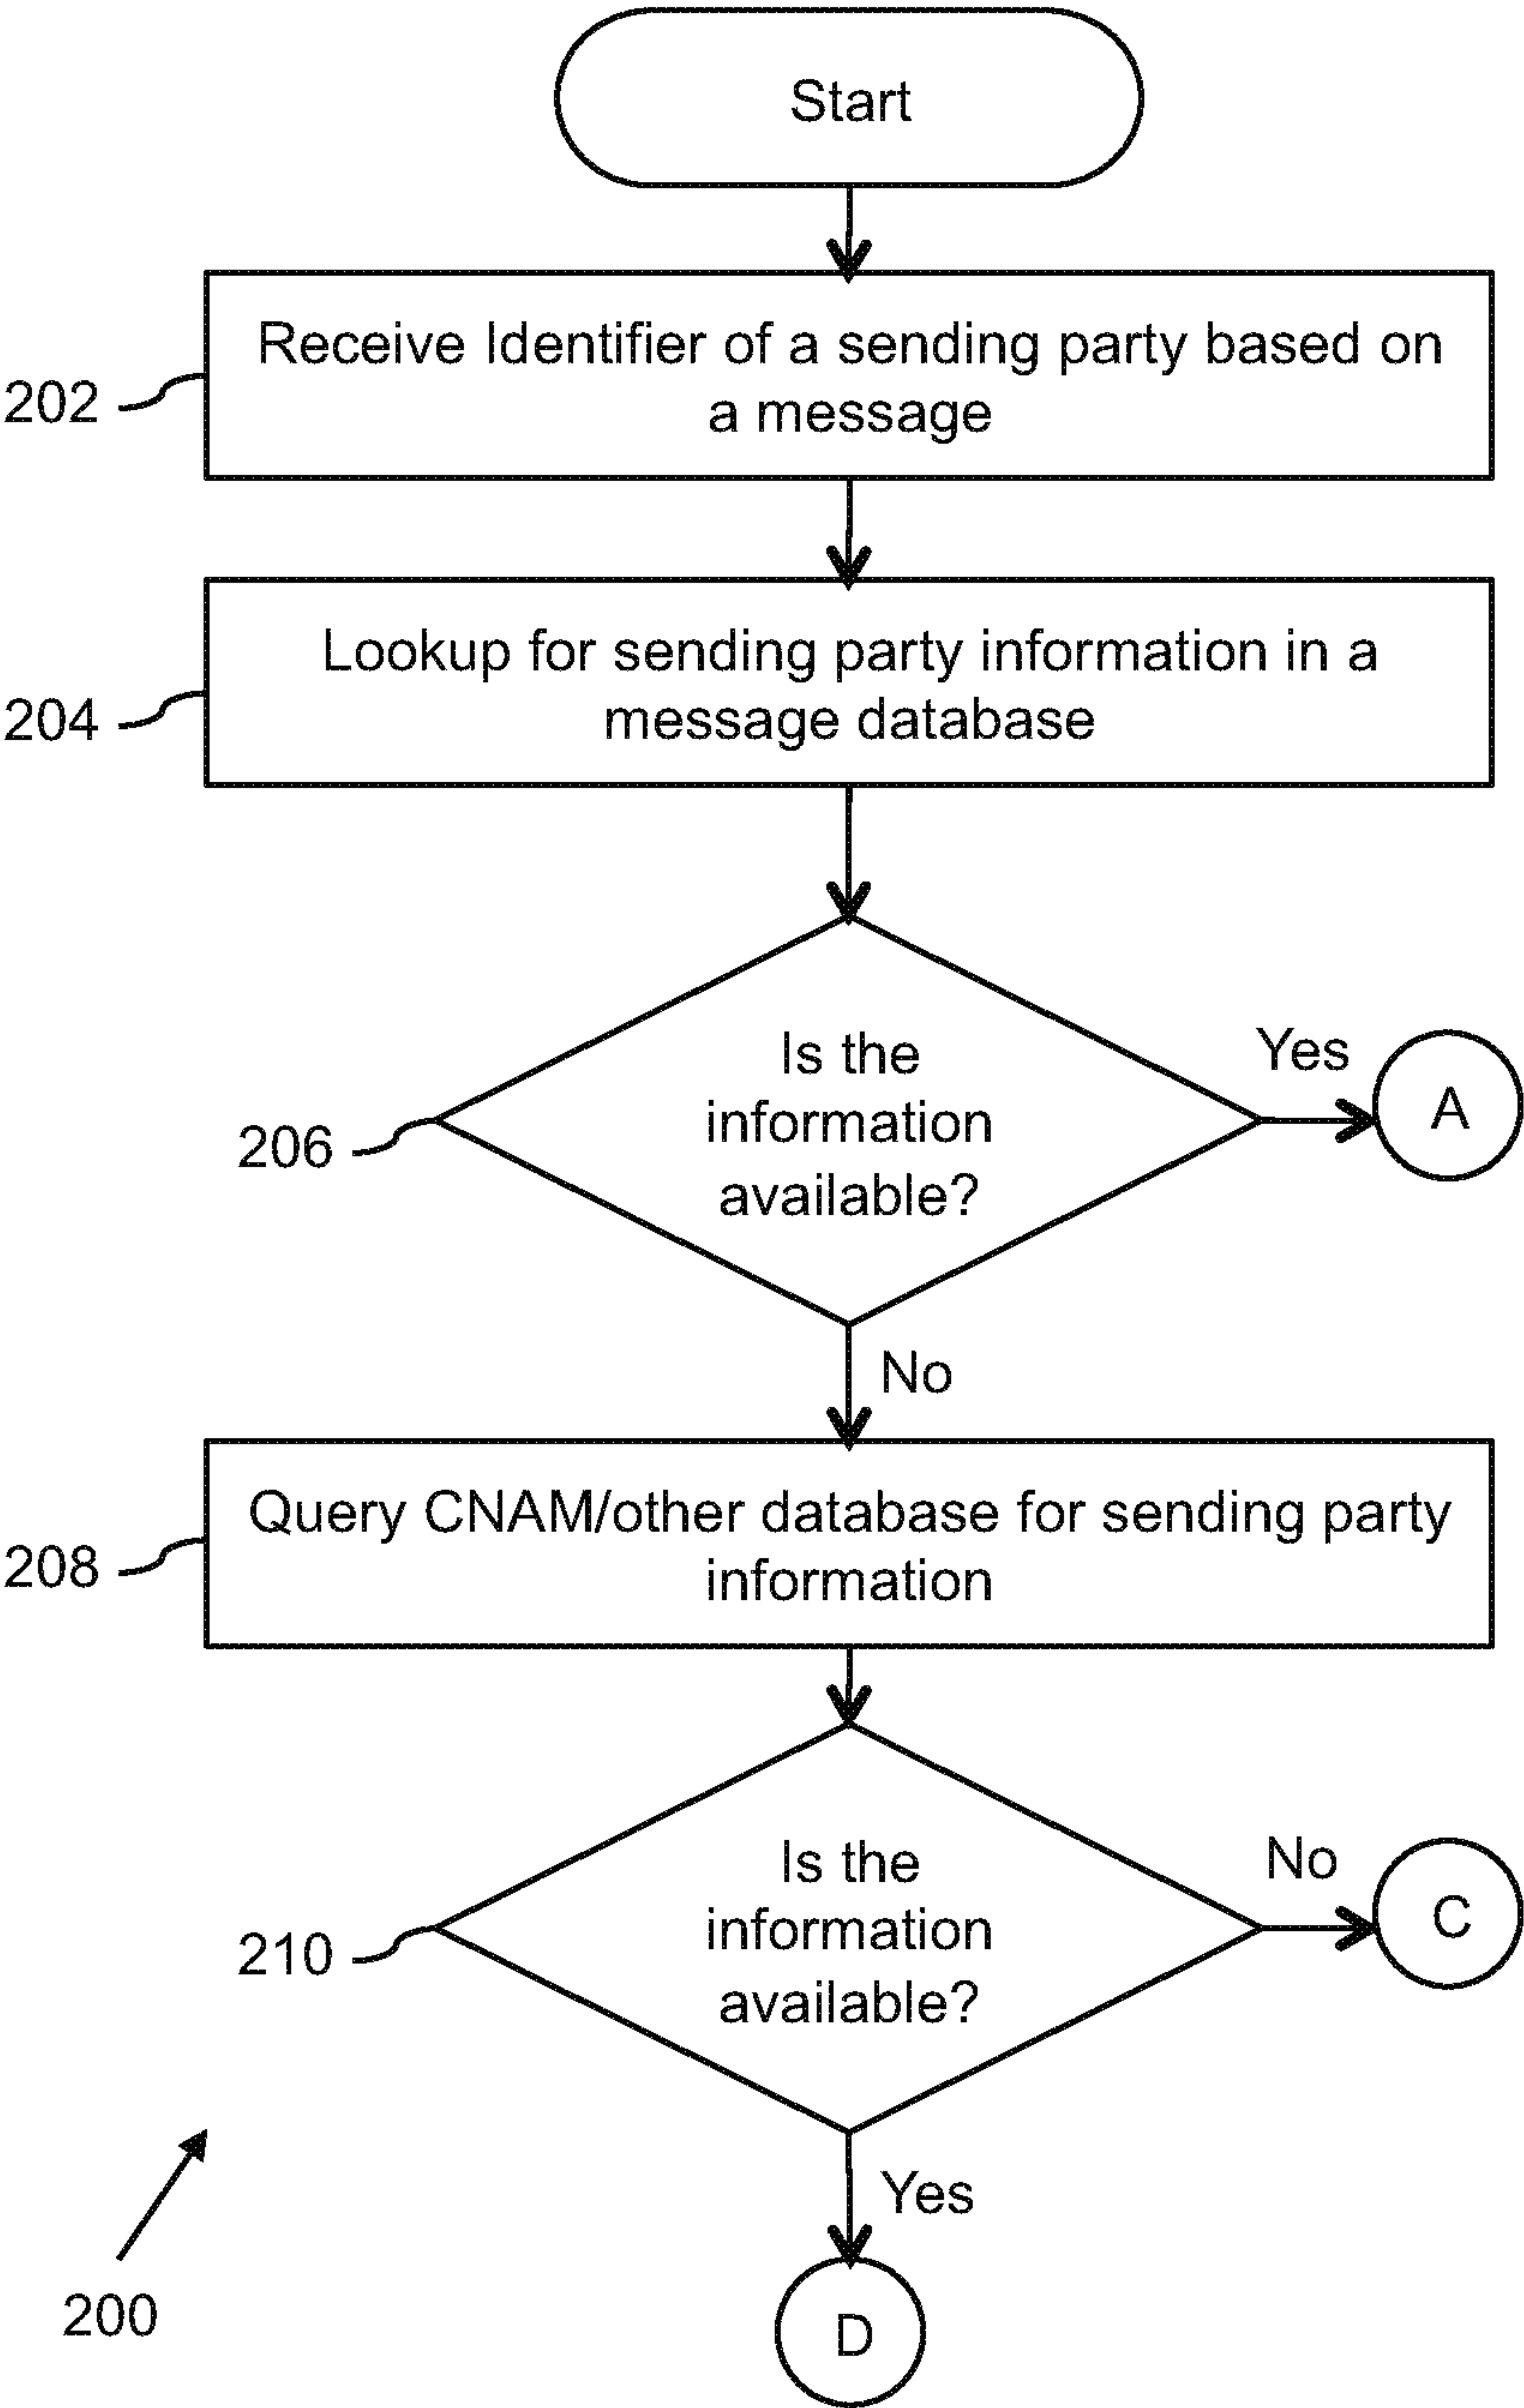 Start
Receive Identifier of a sending party based on
a message
202
Lookup for sending party information in a
message database
204
Is the
information
available?
206
Yes
A
No
Query CNAM/other database for sending party
information
208
Is the
information
available?
210
No
C
Yes
D
200